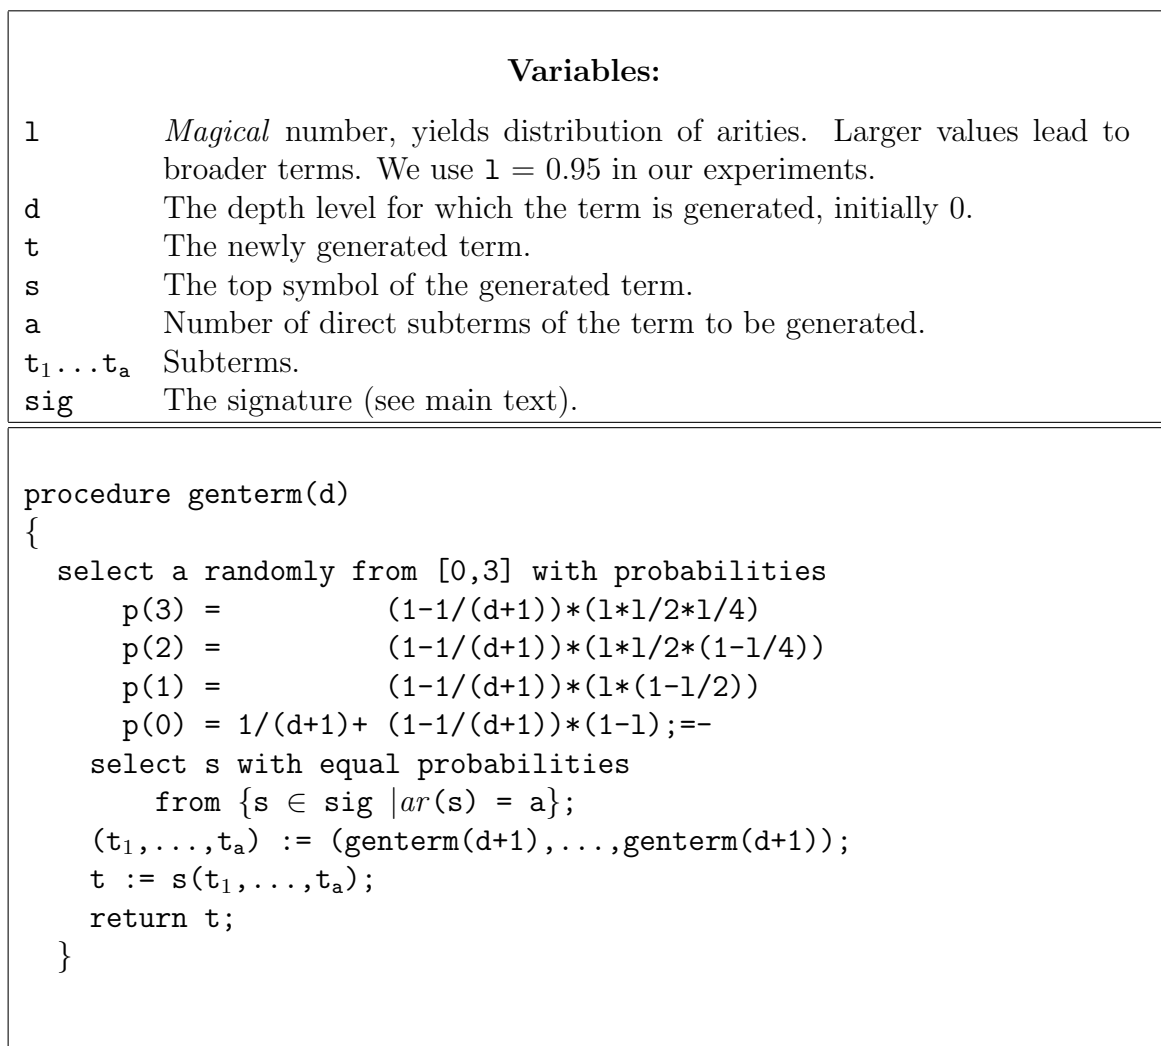 Variables:
l Magical number, yields distribution of arities. Larger values lead to
broader terms. We use l = 0.95 in our experiments.
d The depth level for which the term is generated, initially 0.
t The newly generated term.
s The top symbol of the generated term.
a Number of direct subterms of the term to be generated.
t₁...tₐ Subterms.
sig The signature (see main text).
procedure genterm(d)
{
select a randomly from [0,3] with probabilities
p(3) = (1-1/(d+1))*(l*l/2*l/4)
p(2) = (1-1/(d+1))*(l*l/2*(1-l/4))
p(1) = (1-1/(d+1))*(l*(1-l/2))
p(0) = 1/(d+1)+ (1-1/(d+1))*(1-l);=-
select s with equal probabilities
from {s ∈ sig |ar(s) = a};
(t₁,...,tₐ) := (genterm(d+1),...,genterm(d+1));
t := s(t₁,...,tₐ);
return t;
}